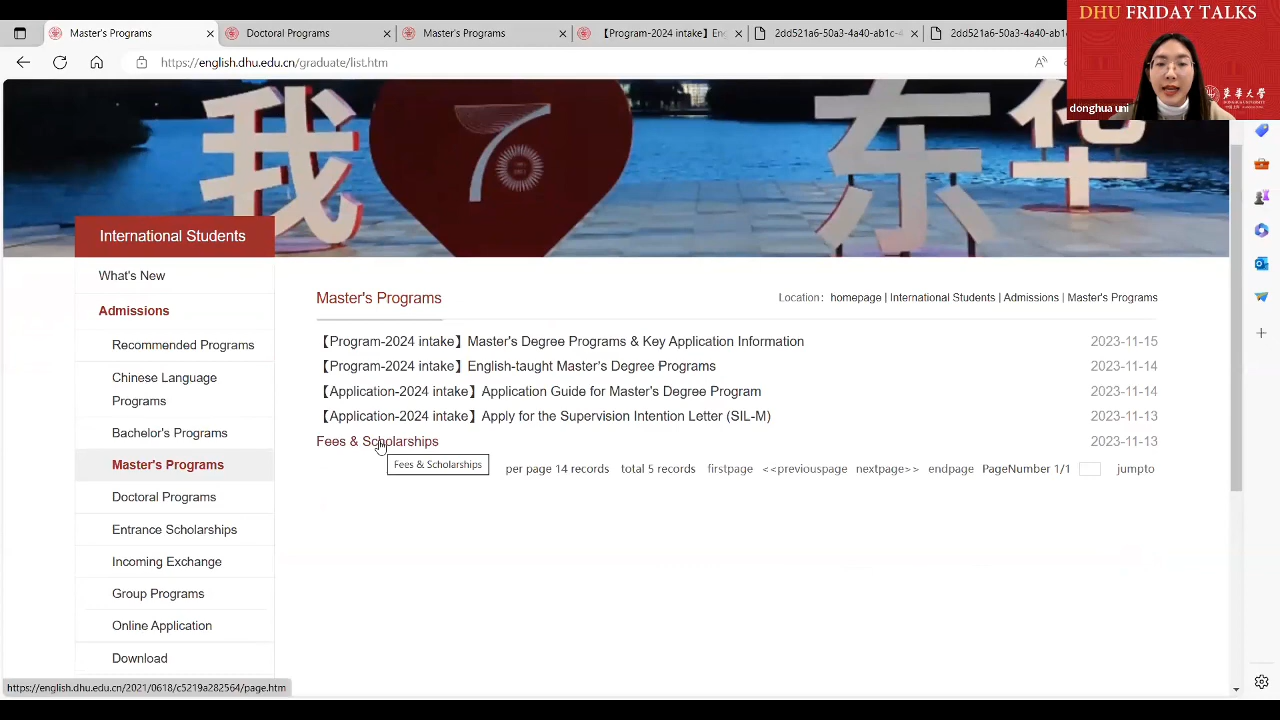 Master's Programs
Doctoral Programs
Master's Programs
【Program-2024 intake】En
2dd521a6-50a3-4a40-ab1c-4
2dd521a6-50a3-4a40-ab1
DHU FRIDAY TALKS
https://english.dhu.edu.cn/graduate/list.htm
東華大學
donghua uni
我 70 东华
International Students
What's New
Admissions
Recommended Programs
Chinese Language
Programs
Bachelor's Programs
Master's Programs
Doctoral Programs
Entrance Scholarships
Incoming Exchange
Group Programs
Online Application
Download
Master's Programs
Location： homepage | International Students | Admissions | Master's Programs
【Program-2024 intake】Master's Degree Programs & Key Application Information 2023-11-15
【Program-2024 intake】English-taught Master's Degree Programs 2023-11-14
【Application-2024 intake】Application Guide for Master's Degree Program 2023-11-14
【Application-2024 intake】Apply for the Supervision Intention Letter (SIL-M) 2023-11-13
Fees & Scholarships 2023-11-13
Fees & Scholarships
per page 14 records total 5 records firstpage <<previouspage nextpage>> endpage PageNumber 1/1 jumpto
https://english.dhu.edu.cn/2021/0618/c5219a282564/page.htm